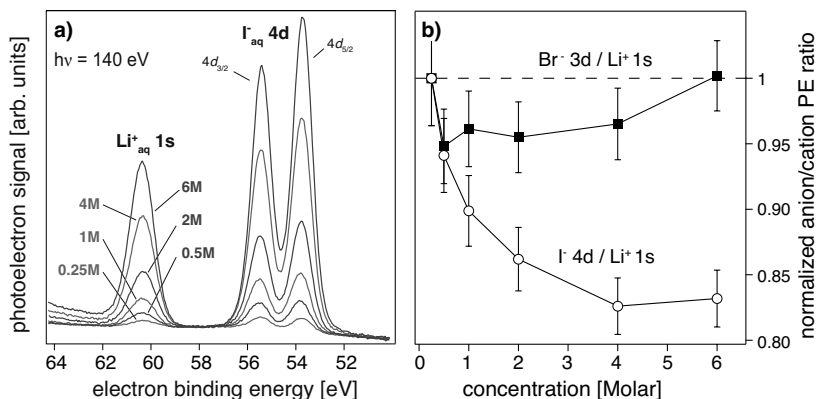 a)
hν = 140 eV
I⁻aq 4d
4d3/2
4d5/2
Li⁺aq 1s
6M
4M
2M
1M
0.5M
0.25M
photoelectron signal [arb. units]
64 62 60 58 56 54 52
electron binding energy [eV]
b)
Br⁻ 3d / Li⁺ 1s
I⁻ 4d / Li⁺ 1s
1
0.95
0.90
0.85
0.80
normalized anion/cation PE ratio
0 1 2 3 4 5 6
concentration [Molar]